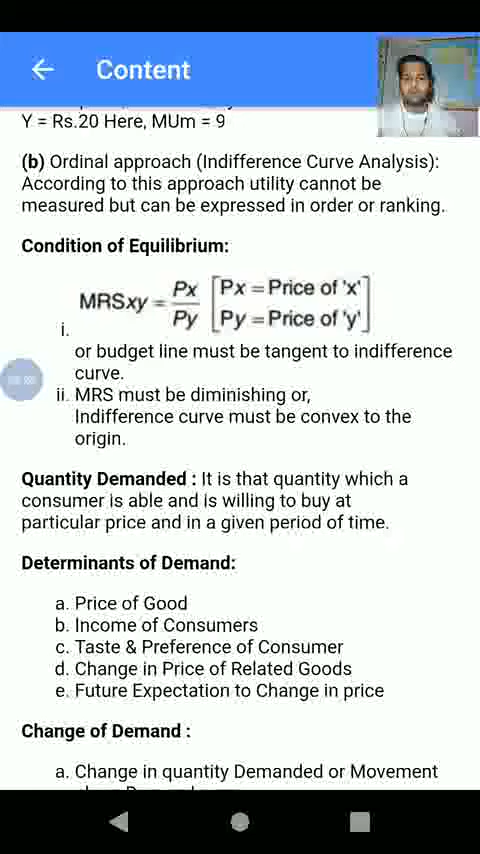 Content
Y = Rs.20 Here, MUm = 9
(b) Ordinal approach (Indifference Curve Analysis):
According to this approach utility cannot be
measured but can be expressed in order or ranking.
Condition of Equilibrium:
i. MRSxy = Px/Py [Px = Price of 'x' Py = Price of 'y']
or budget line must be tangent to indifference
curve.
ii. MRS must be diminishing or,
Indifference curve must be convex to the
origin.
Quantity Demanded : It is that quantity which a
consumer is able and is willing to buy at
particular price and in a given period of time.
Determinants of Demand:
a. Price of Good
b. Income of Consumers
c. Taste & Preference of Consumer
d. Change in Price of Related Goods
e. Future Expectation to Change in price
Change of Demand :
a. Change in quantity Demanded or Movement